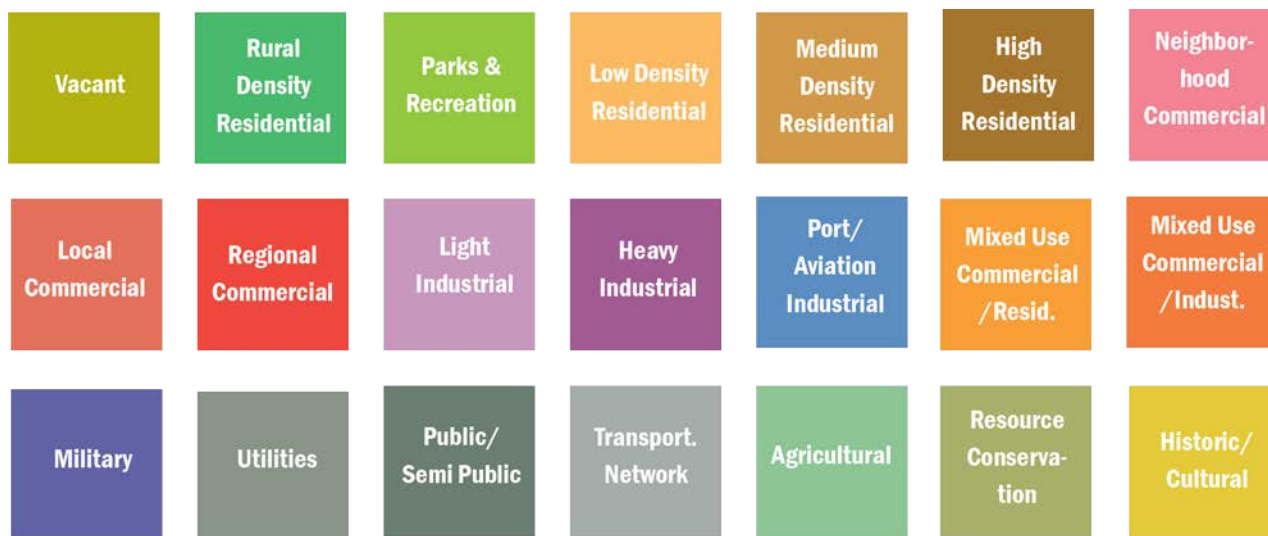 Vacant
Rural
Density
Residential
Parks &
Recreation
Low Density
Residential
Medium
Density
Residential
High
Density
Residential
Neighbor-
hood
Commercial
Local
Commercial
Regional
Commercial
Light
Industrial
Heavy
Industrial
Port/
Aviation
Industrial
Mixed Use
Commercial
/Resid.
Mixed Use
Commercial
/Indust.
Military
Utilities
Public/
Semi Public
Transport.
Network
Agricultural
Resource
Conserva-
tion
Historic/
Cultural